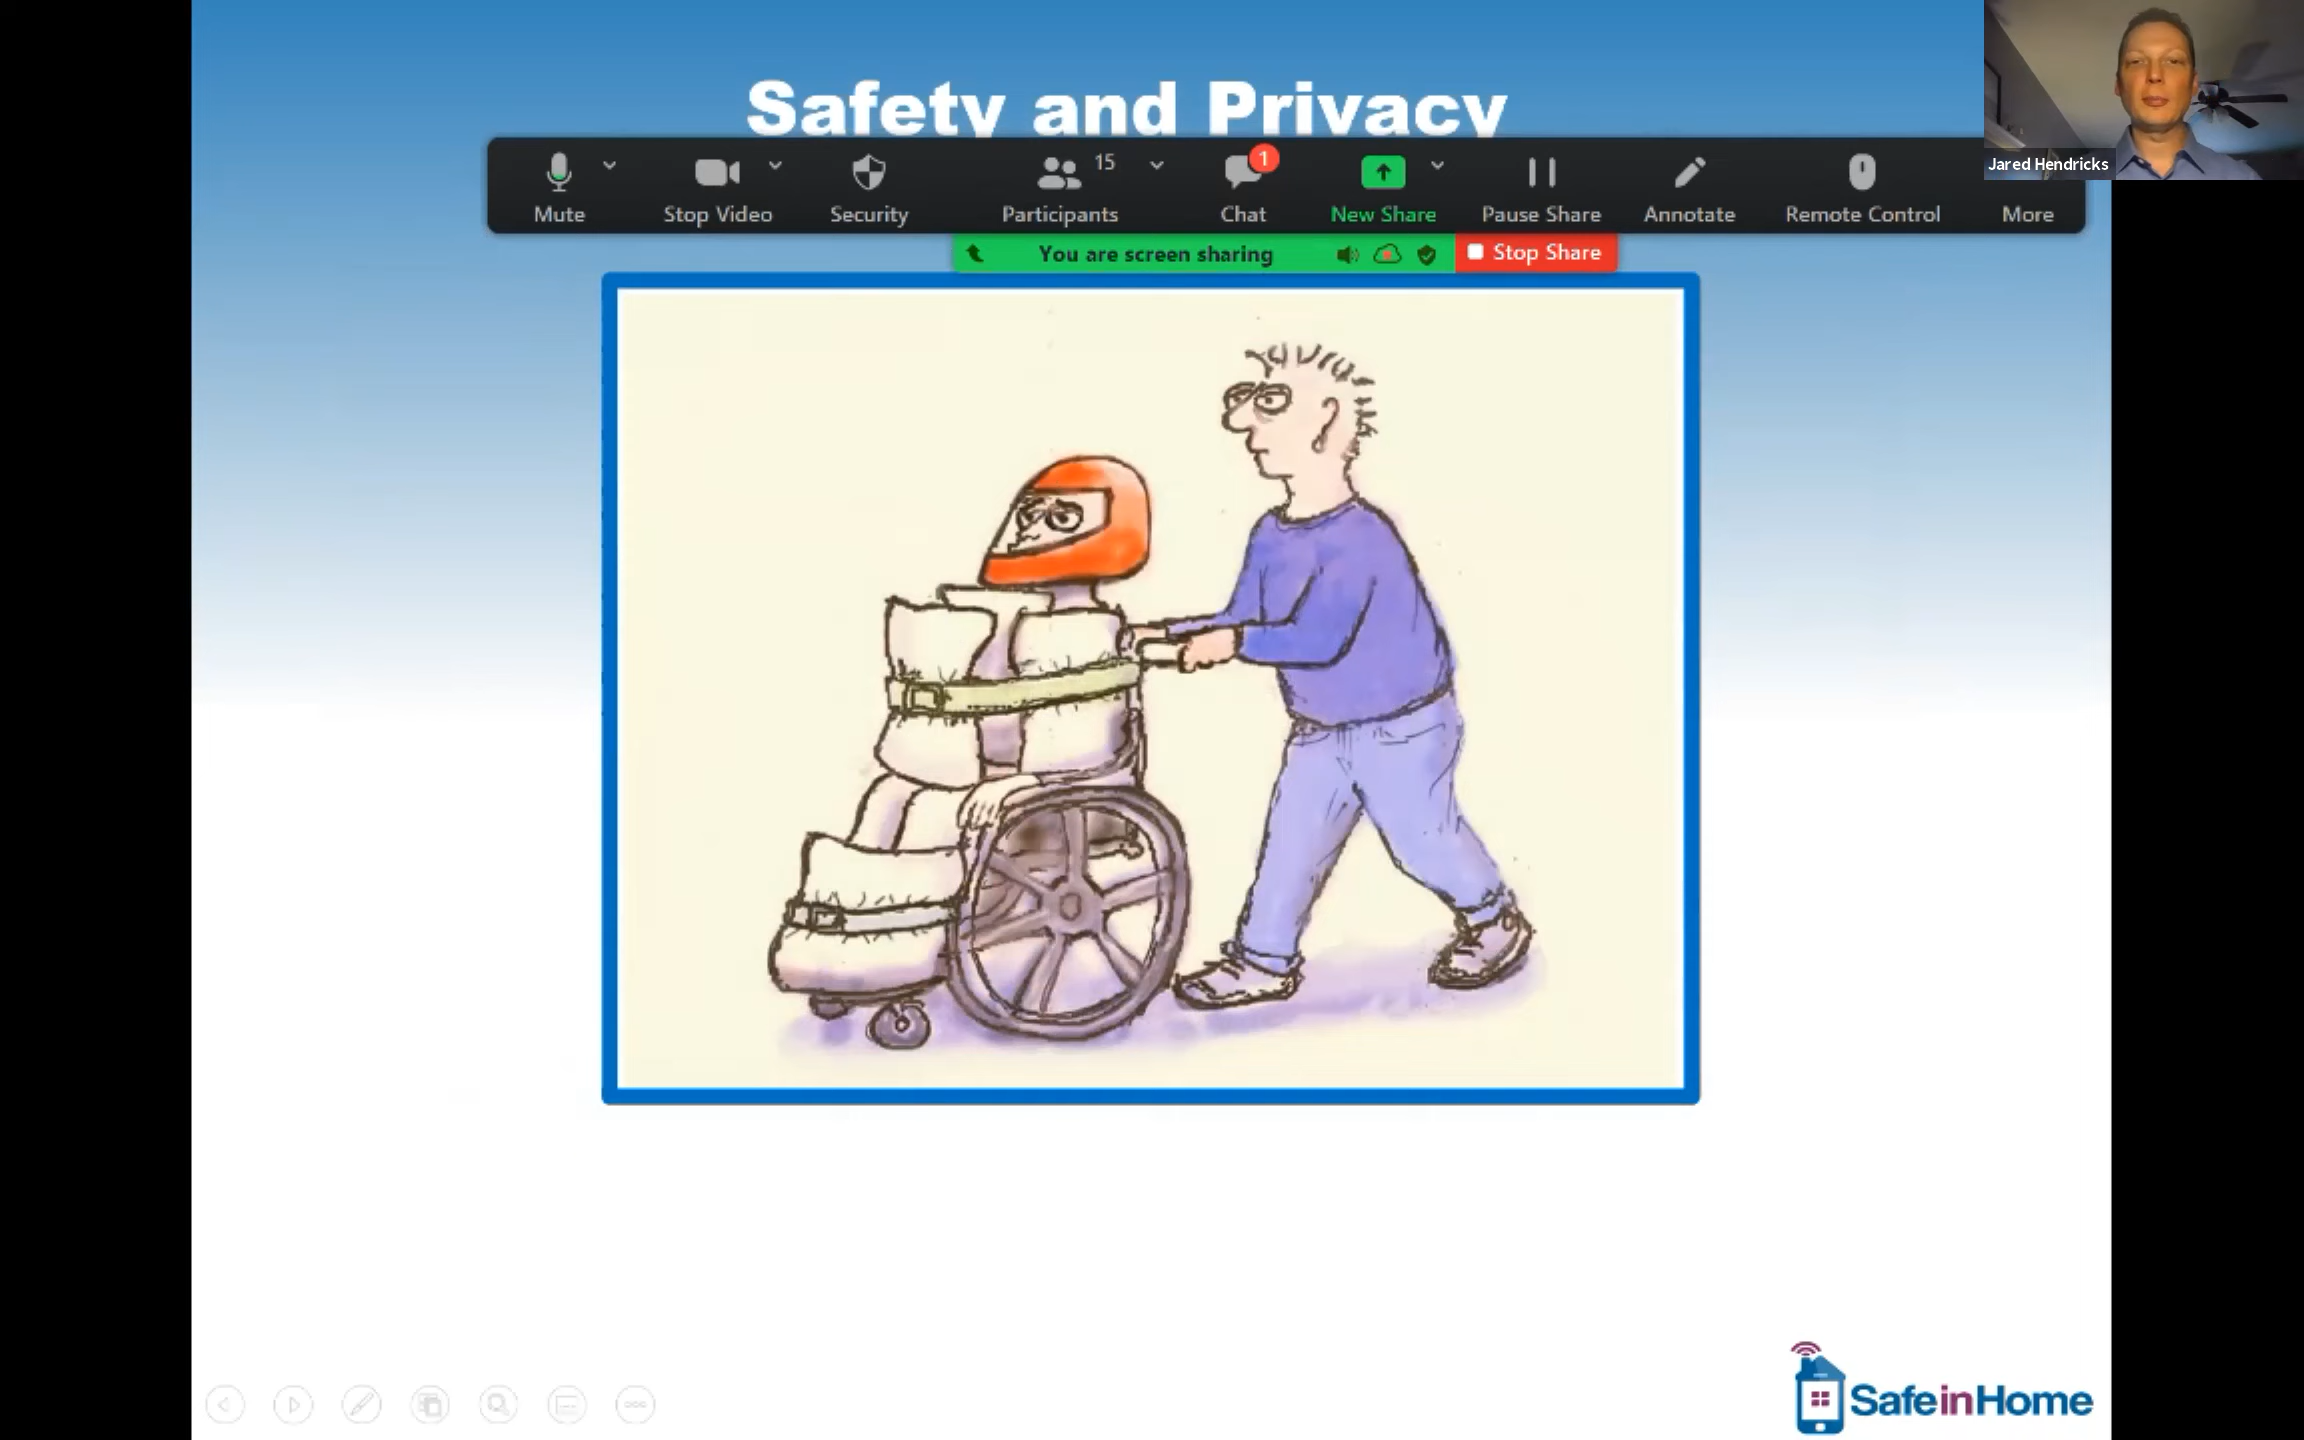 Safety and Privacy
Jared Hendricks
Mute
Stop Video
Security
15
Participants
1
Chat
New Share
Pause Share
Annotate
Remote Control
More
You are screen sharing
Stop Share
SafeinHome